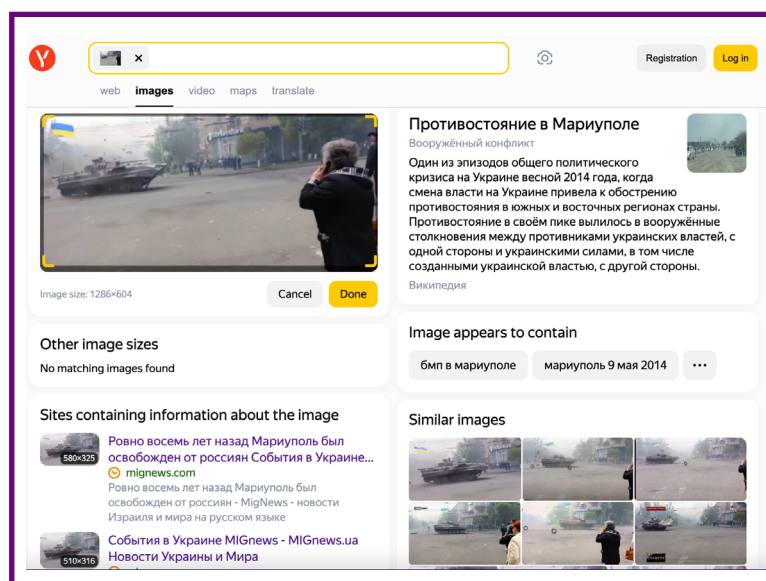 Y
Registration
Log in
web images video maps translate
Image size: 1286×604
Cancel
Done
Other image sizes
No matching images found
Sites containing information about the image
580×325
Ровно восемь лет назад Мариуполь был
освобожден от россиян События в Украине...
mignews.com
Ровно восемь лет назад Мариуполь был
освобожден от россиян - MigNews - новости
Израиля и мира на русском языке
510×316
События в Украине MIGnews - MIGnews.ua
Новости Украины и Мира
Противостояние в Мариуполе
Вооружённый конфликт
Один из эпизодов общего политического
кризиса на Украине весной 2014 года, когда
смена власти на Украине привела к обострению
противостояния в южных и восточных регионах страны.
Противостояние в своём пике вылилось в вооружённые
столкновения между противниками украинских властей, с
одной стороны и украинскими силами, в том числе
созданными украинской властью, с другой стороны.
Википедия
Image appears to contain
бмп в мариуполе
мариуполь 9 мая 2014
Similar images